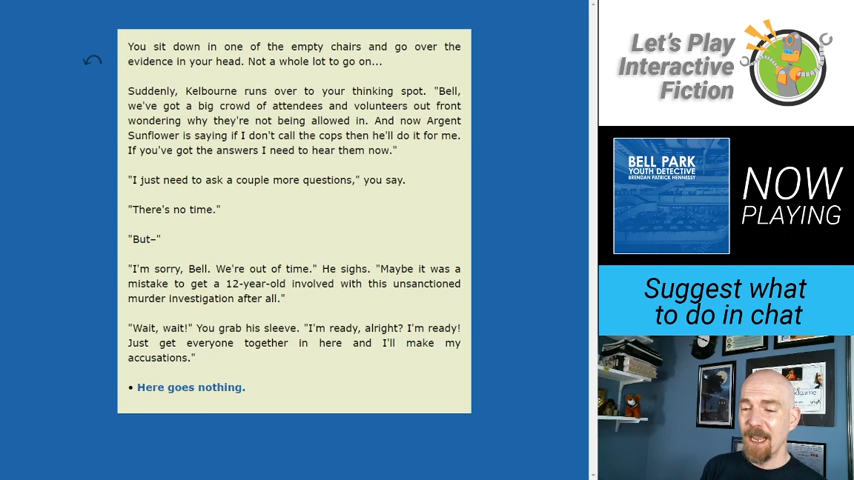 You sit down in one of the empty chairs and go over the
evidence in your head. Not a whole lot to go on...
Suddenly, Kelbourne runs over to your thinking spot. "Bell,
we've got a big crowd of attendees and volunteers out front
wondering why they're not being allowed in. And now Argent
Sunflower is saying if I don't call the cops then he'll do it for me.
If you've got the answers I need to hear them now."
"I just need to ask a couple more questions," you say.
"There's no time."
"But–"
"I'm sorry, Bell. We're out of time." He sighs. "Maybe it was a
mistake to get a 12-year-old involved with this unsanctioned
murder investigation after all."
"Wait, wait!" You grab his sleeve. "I'm ready, alright? I'm ready!
Just get everyone together in here and I'll make my
accusations."
• Here goes nothing.
Let's Play
Interactive
Fiction
BELL PARK
YOUTH DETECTIVE
BRENDAN PATRICK HENNESSY
NOW
PLAYING
Suggest what
to do in chat